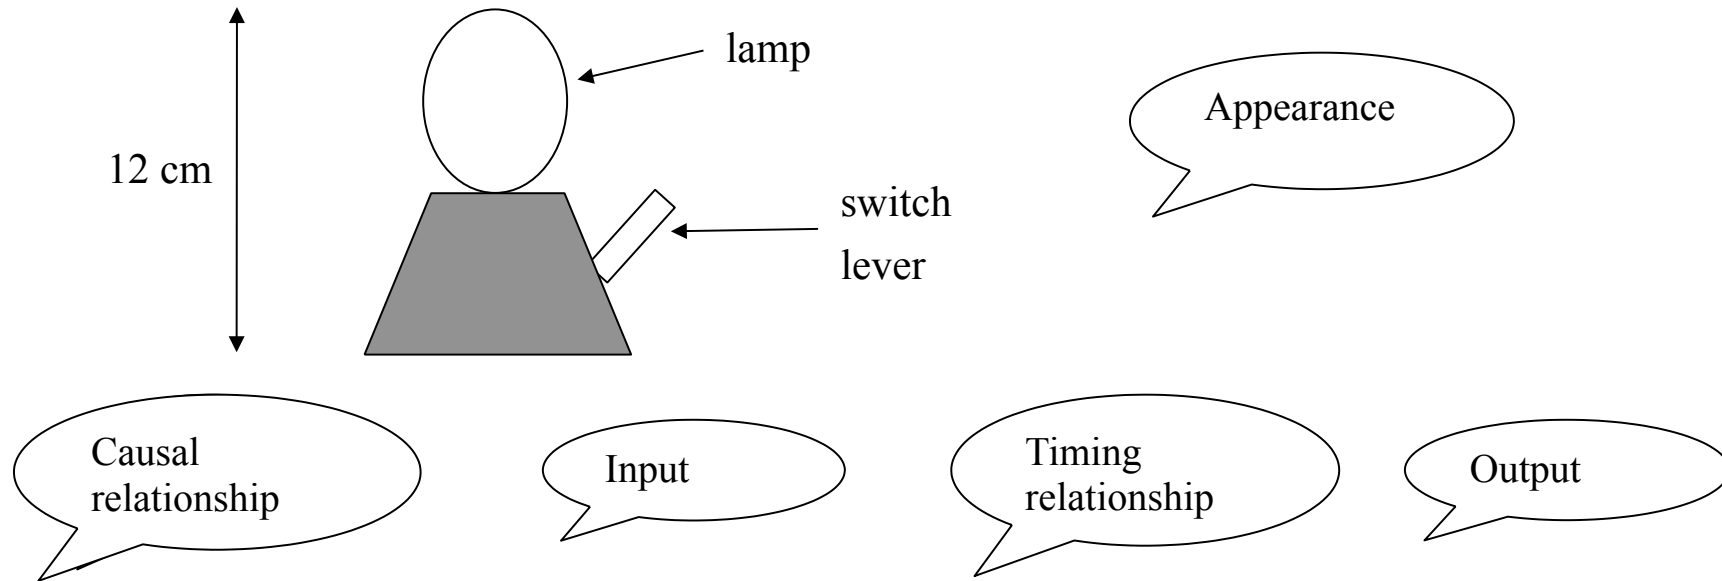 lamp
Appearance
12 cm
switch
lever
Causal
relationship
Input
Timing
relationship
Output